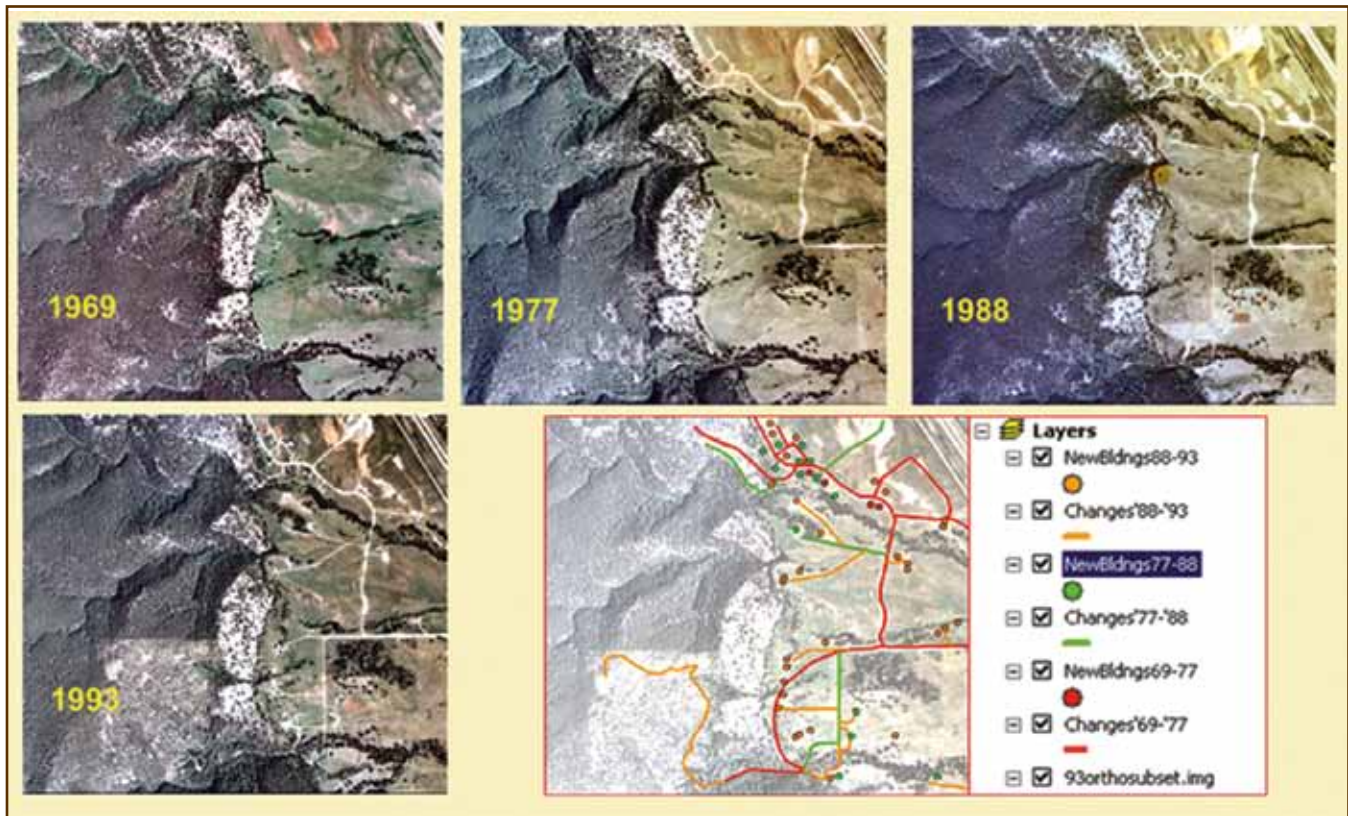 1969
1977
1988
1993
Layers
NewBldngs88-93
Changes'88-'93
NewBldngs77-88
Changes'77-'88
NewBldngs69-77
Changes'69-'77
93orthosubset.img